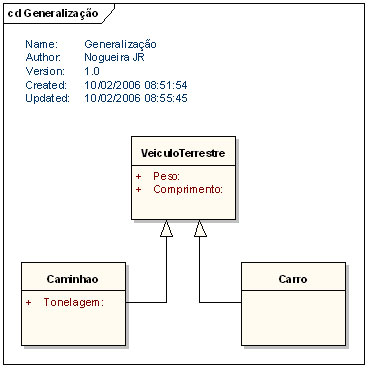 cd Generalização
Name: Generalização
Author: Nogueira JR
Version: 1.0
Created: 10/02/2006 08:51:54
Updated: 10/02/2006 08:55:45
VeiculoTerrestre
+ Peso:
+ Comprimento:
Caminhao
+ Tonelagem:
Carro